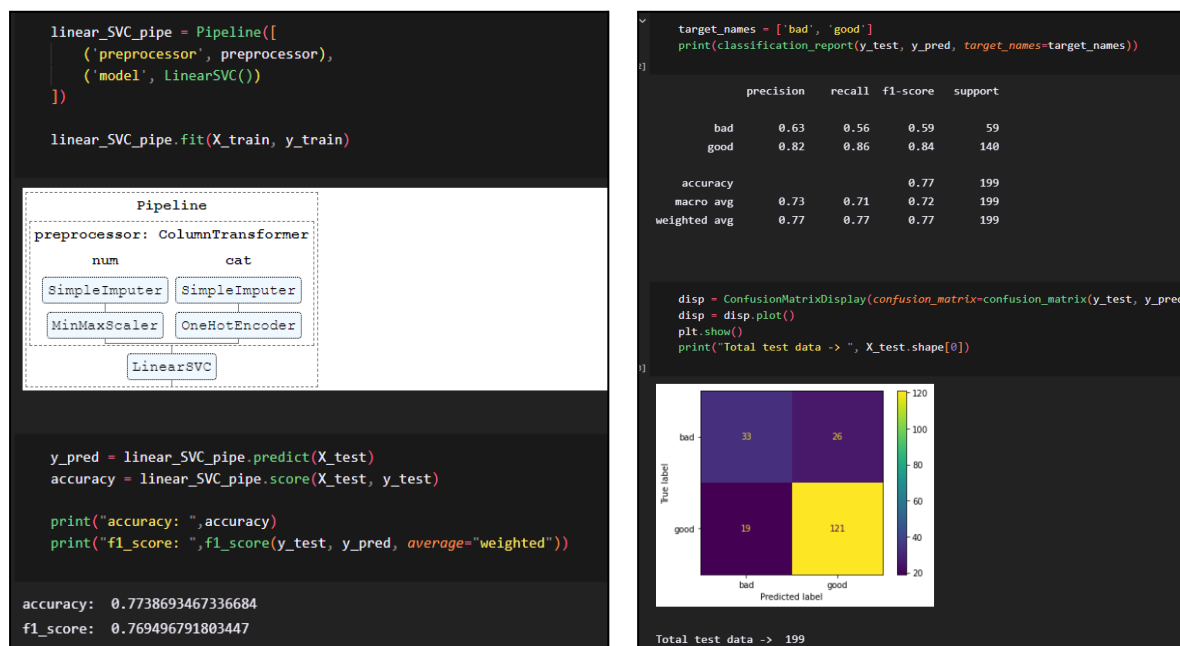 linear_SVC_pipe = Pipeline([
('preprocessor', preprocessor),
('model', LinearSVC())
])
linear_SVC_pipe.fit(X_train, y_train)
Pipeline
preprocessor: ColumnTransformer
num cat
SimpleImputer SimpleImputer
MinMaxScaler OneHotEncoder
LinearSVC
y_pred = linear_SVC_pipe.predict(X_test)
accuracy = linear_SVC_pipe.score(X_test, y_test)
print("accuracy: ",accuracy)
print("f1_score: ",f1_score(y_test, y_pred, average="weighted"))
accuracy: 0.7738693467336684
f1_score: 0.769496791803447
target_names = ['bad', 'good']
print(classification_report(y_test, y_pred, target_names=target_names))
precision recall f1-score support
bad 0.63 0.56 0.59 59
good 0.82 0.86 0.84 140
accuracy 0.77 199
macro avg 0.73 0.71 0.72 199
weighted avg 0.77 0.77 0.77 199
disp = ConfusionMatrixDisplay(confusion_matrix=confusion_matrix(y_test, y_pred
disp = disp.plot()
plt.show()
print("Total test data -> ", X_test.shape[0])
120
bad 33 26
100
80
True label
60
good 19 121
40
20
bad good
Predicted label
Total test data -> 199